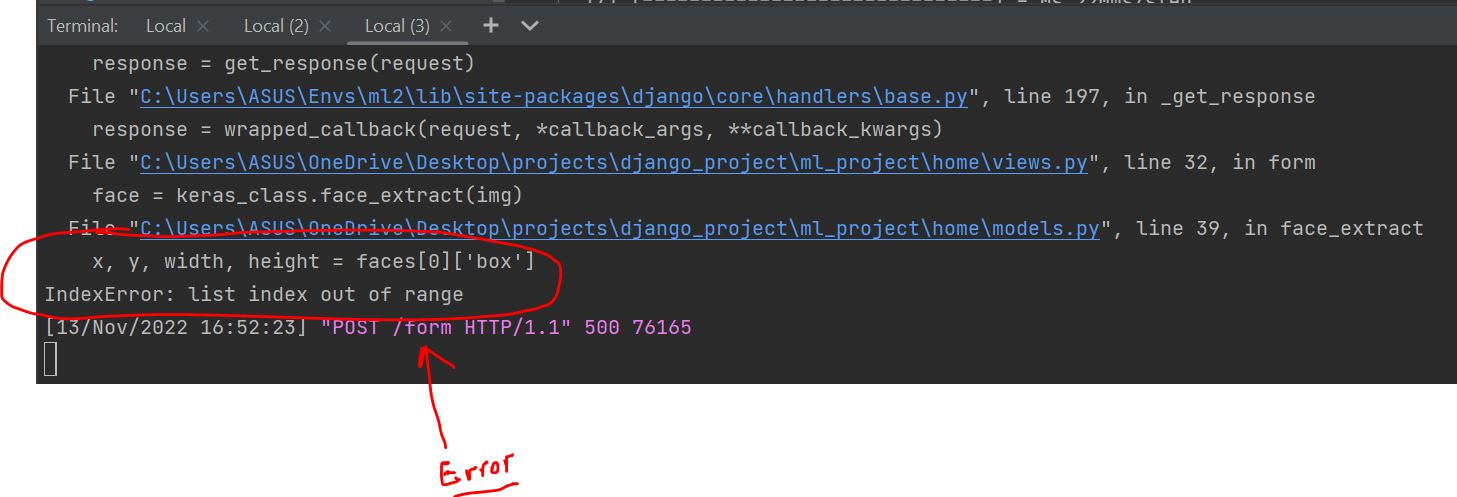 Terminal: Local × Local (2) × Local (3) × +
response = get_response(request)
File "C:\Users\ASUS\Envs\ml2\lib\site-packages\django\core\handlers\base.py", line 197, in _get_response
response = wrapped_callback(request, *callback_args, **callback_kwargs)
File "C:\Users\ASUS\OneDrive\Desktop\projects\django_project\ml_project\home\views.py", line 32, in form
face = keras_class.face_extract(img)
File "C:\Users\ASUS\OneDrive\Desktop\projects\django_project\ml_project\home\models.py", line 39, in face_extract
x, y, width, height = faces[0]['box']
IndexError: list index out of range
[13/Nov/2022 16:52:23] "POST /form HTTP/1.1" 500 76165
Error